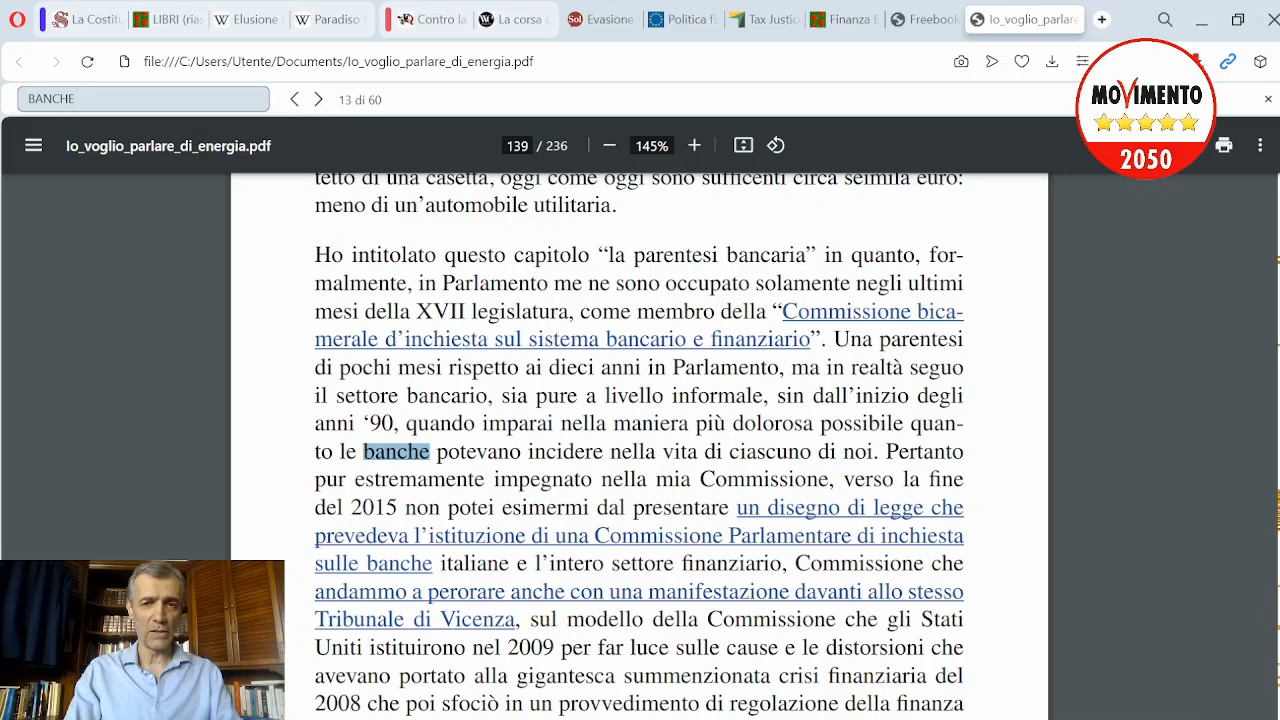 La Costitu
LIBRI (rias
Elusione f
Paradiso f
Contro la
La corsa c
Evasione
Politica fi
Tax Justic
Finanza E
Freebook
Io_voglio_parlare
file:///C:/Users/Utente/Documents/Io_voglio_parlare_di_energia.pdf
BANCHE
13 di 60
MOVIMENTO
2050
Io_voglio_parlare_di_energia.pdf
139 / 236
145%
tetto di una casetta, oggi come oggi sono sufficenti circa seimila euro:
meno di un’automobile utilitaria.
Ho intitolato questo capitolo “la parentesi bancaria” in quanto, for-
malmente, in Parlamento me ne sono occupato solamente negli ultimi
mesi della XVII legislatura, come membro della “Commissione bica-
merale d’inchiesta sul sistema bancario e finanziario”. Una parentesi
di pochi mesi rispetto ai dieci anni in Parlamento, ma in realtà seguo
il settore bancario, sia pure a livello informale, sin dall’inizio degli
anni ‘90, quando imparai nella maniera più dolorosa possibile quan-
to le banche potevano incidere nella vita di ciascuno di noi. Pertanto
pur estremamente impegnato nella mia Commissione, verso la fine
del 2015 non potei esimermi dal presentare un disegno di legge che
prevedeva l’istituzione di una Commissione Parlamentare di inchiesta
sulle banche italiane e l’intero settore finanziario, Commissione che
andammo a perorare anche con una manifestazione davanti allo stesso
Tribunale di Vicenza, sul modello della Commissione che gli Stati
Uniti istituirono nel 2009 per far luce sulle cause e le distorsioni che
avevano portato alla gigantesca summenzionata crisi finanziaria del
2008 che poi sfociò in un provvedimento di regolazione della finanza